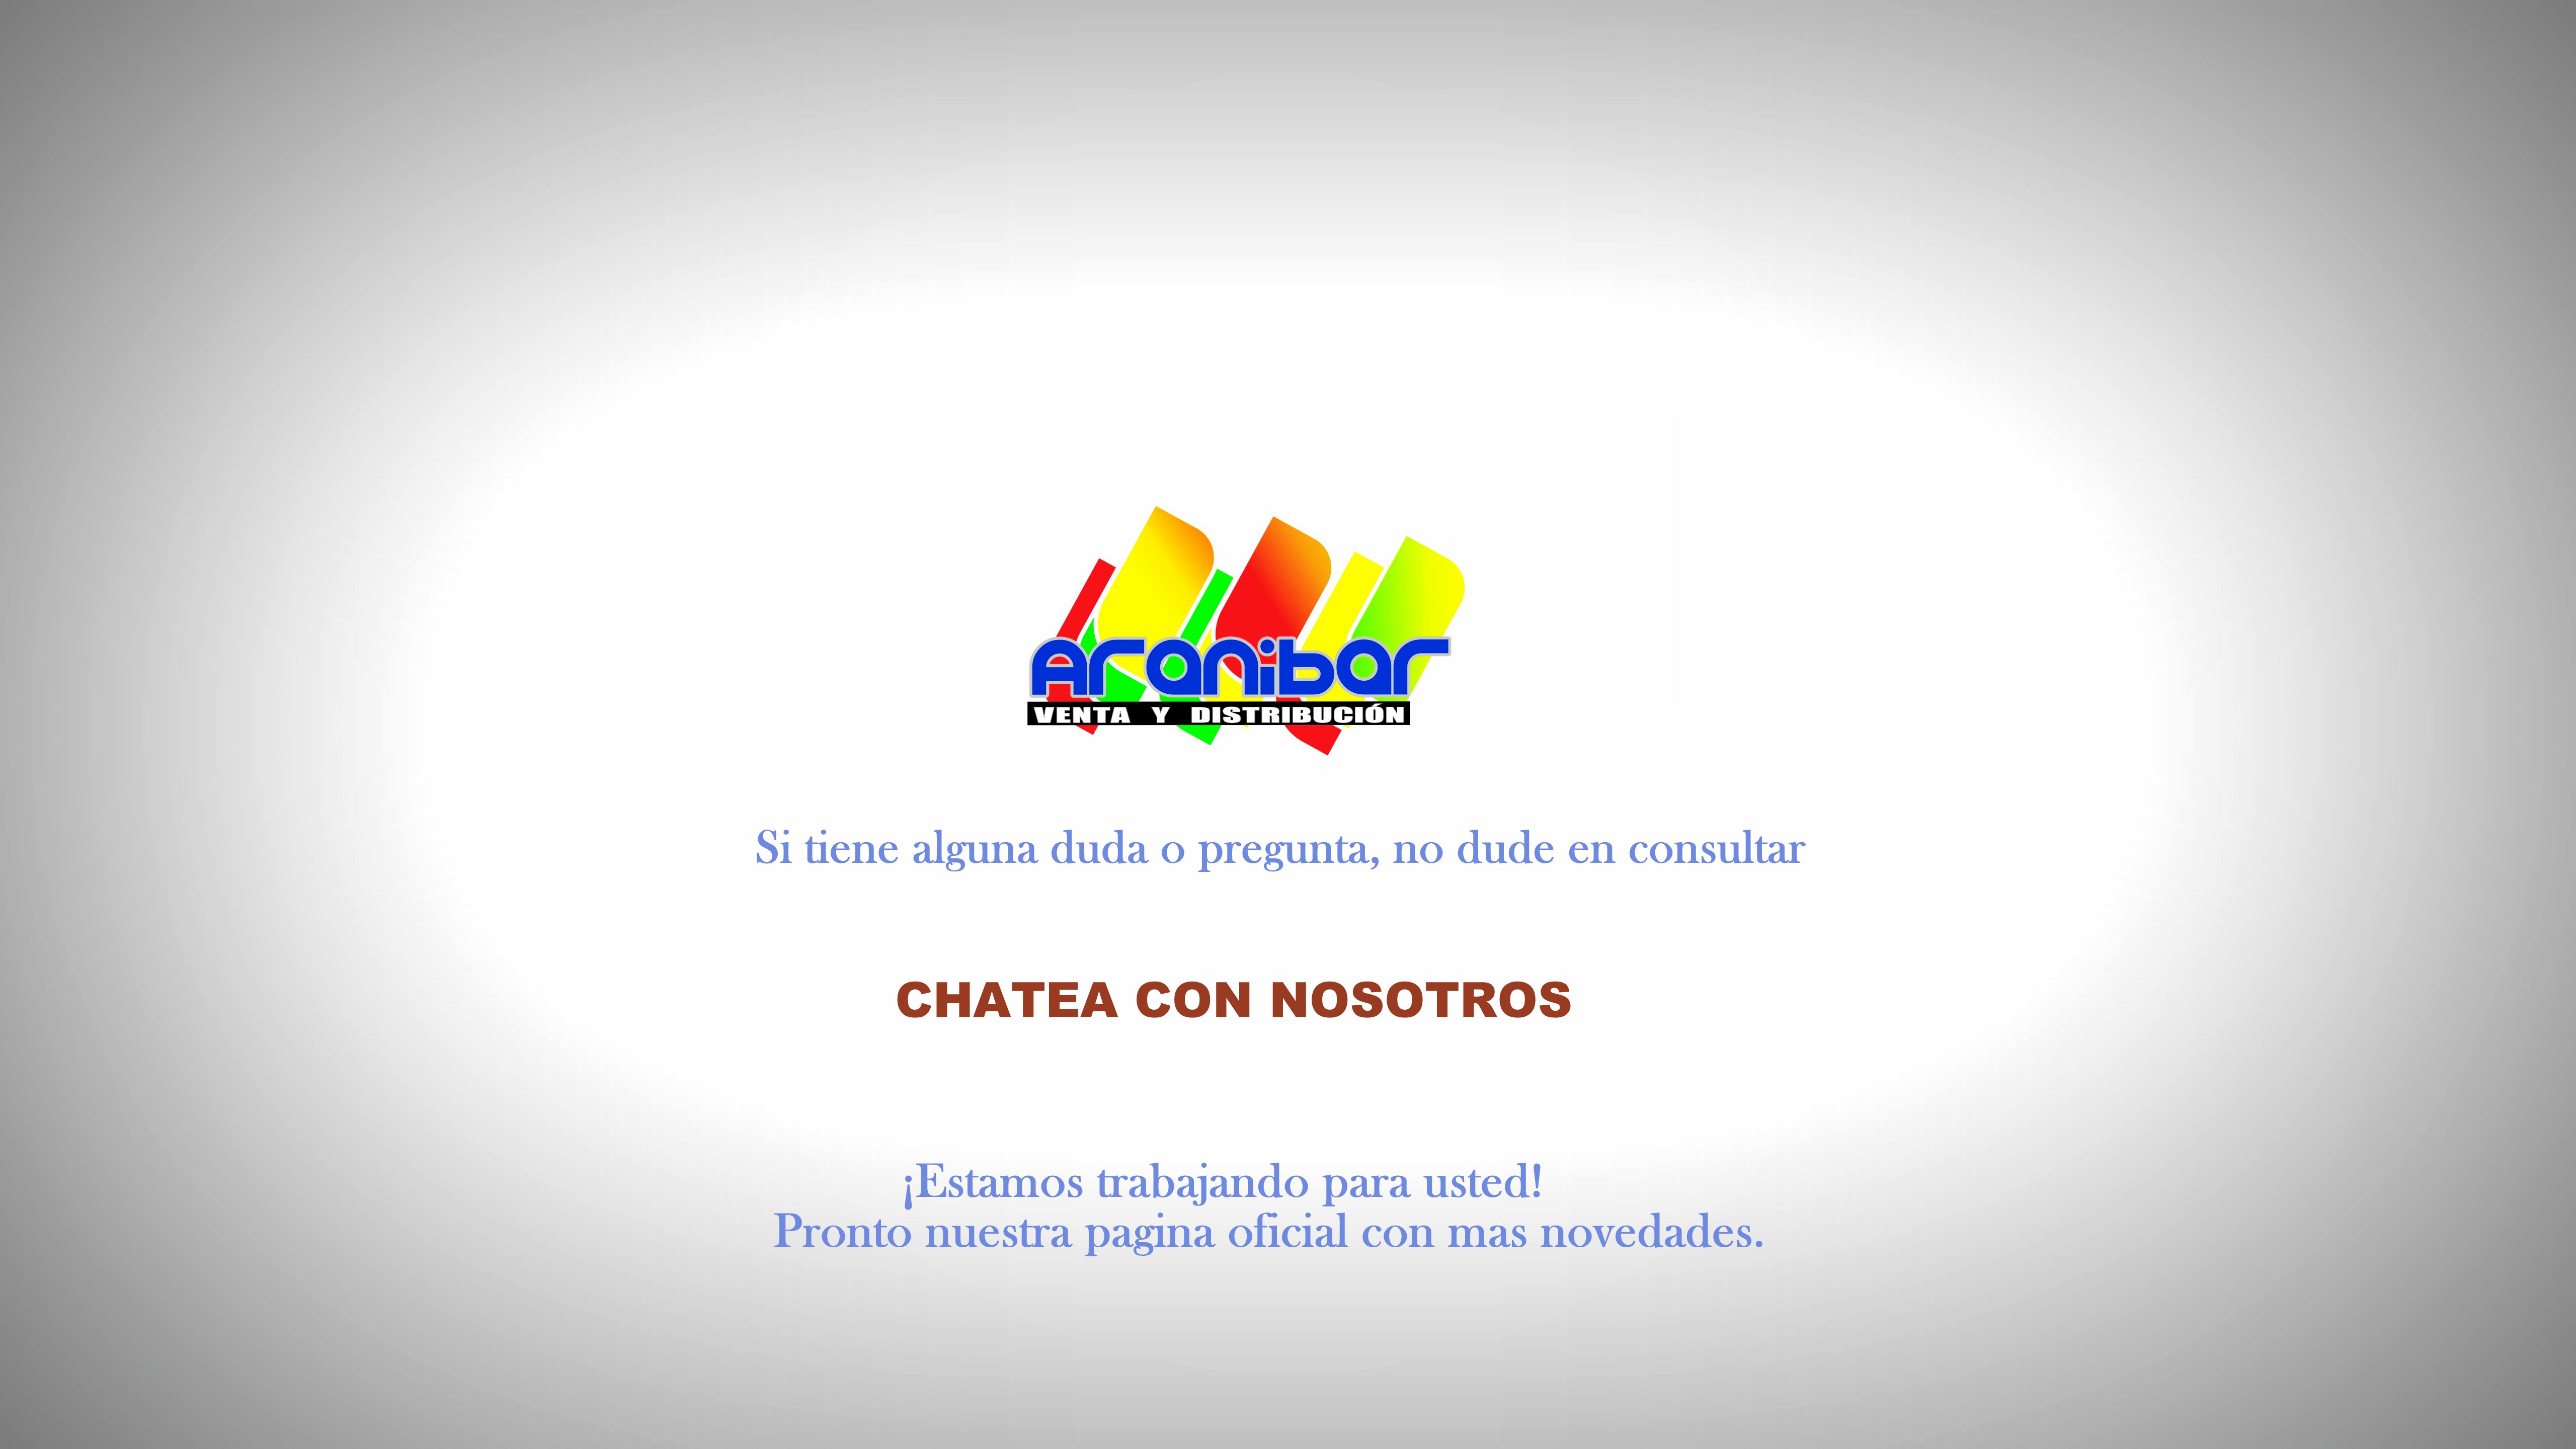 Aranibar
VENTA Y DISTRIBUCIÓN
Si tiene alguna duda o pregunta, no dude en consultar
CHATEA CON NOSOTROS
¡Estamos trabajando para usted!
Pronto nuestra pagina oficial con mas novedades.